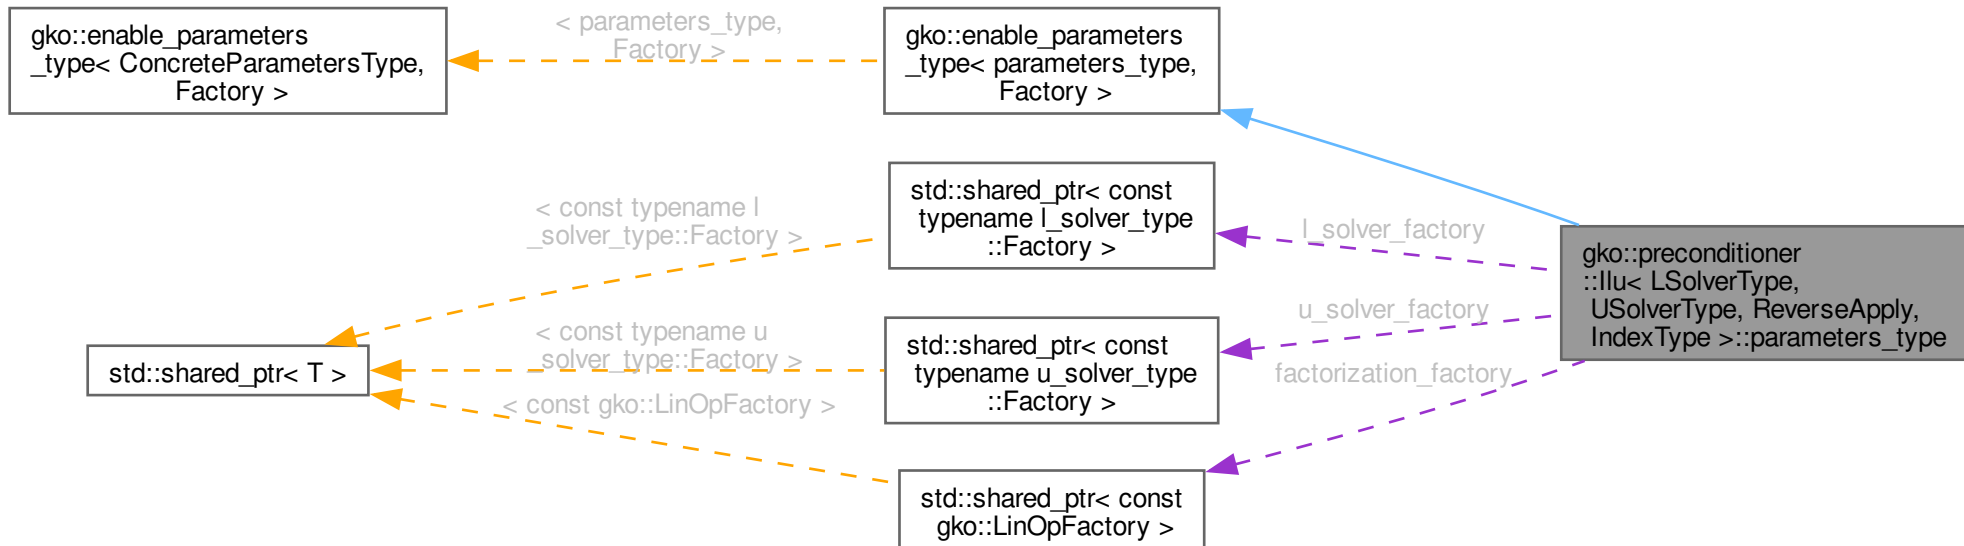 gko::enable_parameters
_type< ConcreteParametersType,
Factory >
< parameters_type,
Factory >
gko::enable_parameters
_type< parameters_type,
Factory >
std::shared_ptr< const
typename l_solver_type
::Factory >
< const typename l
_solver_type::Factory >
l_solver_factory
gko::preconditioner
::Ilu< LSolverType,
USolverType, ReverseApply,
IndexType >::parameters_type
u_solver_factory
< const typename u
_solver_type::Factory >
std::shared_ptr< const
typename u_solver_type
::Factory >
std::shared_ptr< T >
factorization_factory
< const gko::LinOpFactory >
std::shared_ptr< const
gko::LinOpFactory >